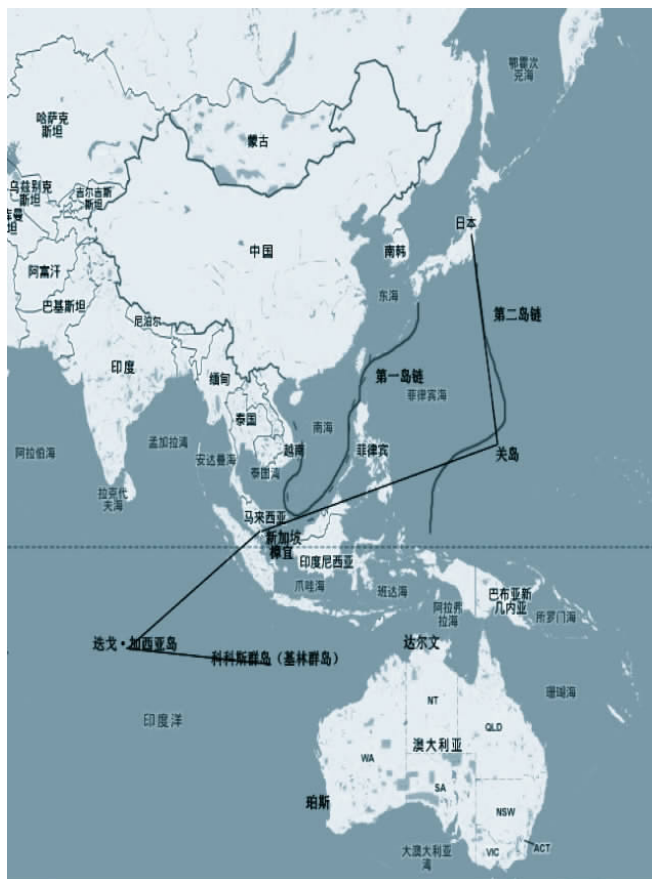 鄂霍次
克海
哈萨克
斯坦
蒙古
乌兹别克
斯坦
吉尔吉斯
斯坦
库曼
坦
日本
中国
南韩
阿富汗
东海
巴基斯坦
第二岛链
尼泊尔
印度
缅甸
第一岛链
菲律宾海
泰国
南海
孟加拉湾
越南
菲律宾
阿拉伯海
安达曼海
关岛
泰国湾
拉克代
夫海
马来西亚
新加坡
樟宜
印度尼西亚
爪哇海
班达海
巴布亚新
几内亚
阿拉弗
拉海
所罗门海
迭戈·加西亚岛
达尔文
科科斯群岛（基林群岛）
珊瑚海
NT
印度洋
QLD
澳大利亚
WA
SA
珀斯
NSW
大澳大利亚
湾
VIC
ACT